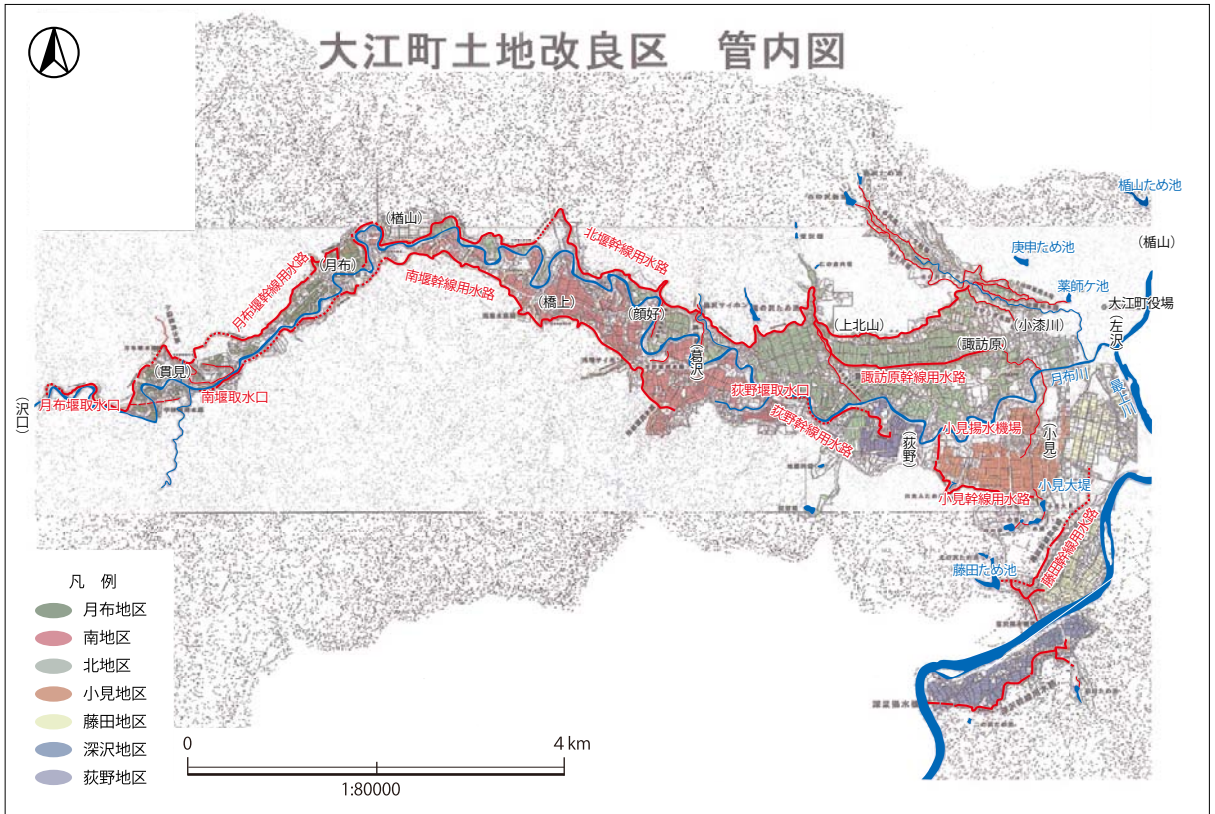 大江町土地改良区 管内図
楯山ため池
(楢山)
(楯山)
北堰幹線用水路
庚申ため池
月布堰幹線用水路
(月布)
南堰幹線用水路
薬師ケ池
(橋上)
(顔好)
大江町役場
(上北山)
(小漆川)
(左沢)
(諏訪原)
(葛沢)
(貫見)
諏訪原幹線用水路
月布川
荻野堰取水口
南堰取水口
最上川
月布堰取水口
(沢口)
荻野幹線用水路
小見揚水機場
(小見)
(荻野)
小見大堤
小見幹線用水路
藤田幹線用水路
藤田ため池
凡 例
月布地区
南地区
北地区
小見地区
藤田地区
深沢地区
荻野地区
0
4 km
1:80000